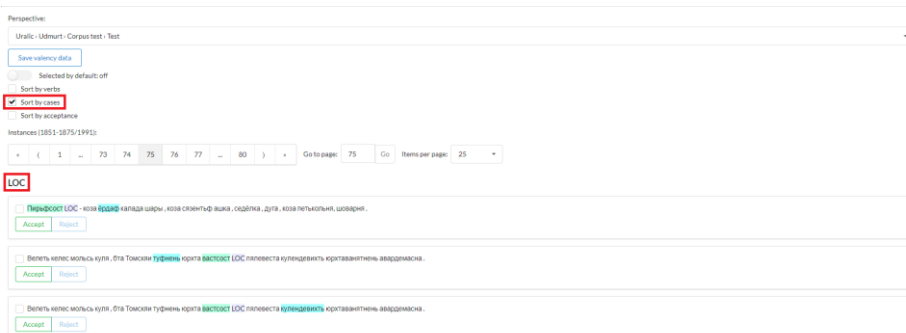 Perspective:
Uralic › Udmurt › Corpus test › Test
Save valency data
Selected by default: off
Sort by verbs
Sort by cases
Sort by acceptance
Instances (1851-1875/1991):
« ⟨ 1 ... 73 74 75 76 77 ... 80 ⟩ » Go to page: 75 Go Items per page: 25
LOC
Пирьфсост LOC - коза ёрдаф калада шары , коза сязентьф ашка , седёлка , дуга , коза петькольня , шоварня .
Accept Reject
Велеть келес мольсь куля , бта Томскяи туфнень юрхта вастсост LOC пялевеста кулендевихть юрхтаванятнень авардемасна .
Accept Reject
Велеть келес мольсь куля , бта Томскяи туфнень юрхта вастсост LOC пялевеста кулендевихть юрхтаванятнень авардемасна .
Accept Reject